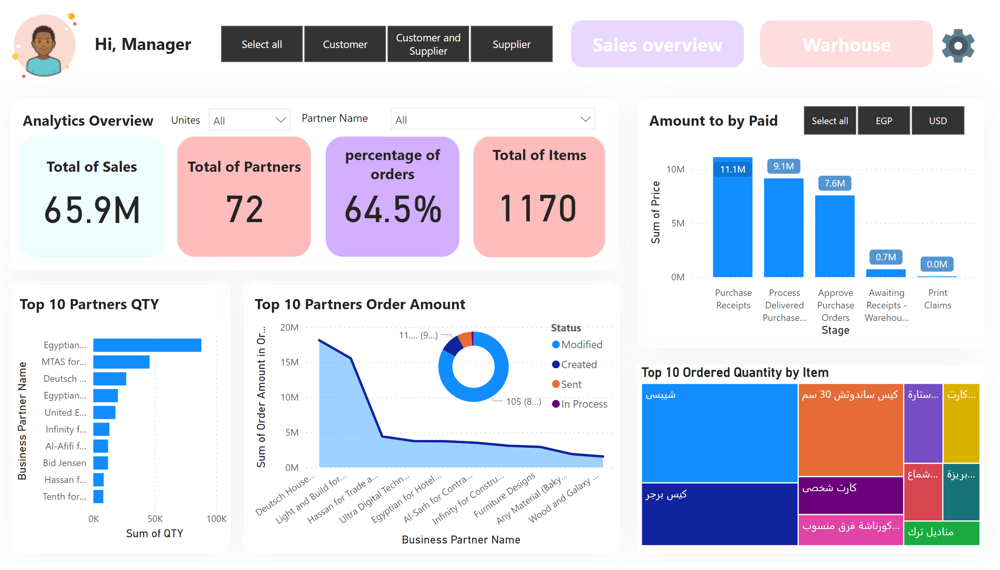 Hi, Manager
Select all
Customer
Customer and
Supplier
Supplier
Sales overview
Warhouse
Analytics Overview
Unites
All
Partner Name
All
Total of Sales
65.9M
Total of Partners
72
percentage of
orders
64.5%
Total of Items
1170
Amount to by Paid
Select all
EGP
USD
Sum of Price
10M
5M
0M
11.1M
9.1M
7.6M
0.7M
0.0M
Purchase
Receipts
Process
Delivered
Purchase...
Approve
Purchase
Orders
Awaiting
Receipts -
Warehou...
Print
Claims
Stage
Top 10 Partners QTY
Business Partner Name
Egyptian...
MTAS for...
Deutsch ...
Egyptian...
United E...
Infinity f...
Al-Afifi f...
Bid Jensen
Hassan f...
Tenth for...
0K
50K
100K
Sum of QTY
Top 10 Partners Order Amount
Sum of Order Amount in Or...
20M
15M
10M
5M
0M
11.... (9...)
105 (8...)
Status
Modified
Created
Sent
In Process
Deutsch House...
Light and Build for...
Hassan for Trade a...
Ultra Digital Techn...
Egyptian for Hotel...
Al-Sarh for Contra...
Infinity for Constru...
Furniture Designs
Any Material (Baky...
Wood and Galaxy ...
Business Partner Name
Top 10 Ordered Quantity by Item
شيبسى
كيس برجر
كيس ساندوتش 30 سم
كارت شخصى
كورناشة فرق منسوب...
ستارة...
كارت...
شماع...
بريزة...
مناديل ترك